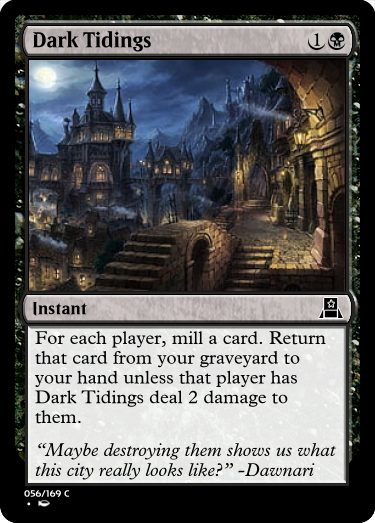 Dark Tidings 1
Instant
For each player, mill a card. Return
that card from your graveyard to
your hand unless that player has
Dark Tidings deal 2 damage to
them.
“Maybe destroying them shows us what
this city really looks like?” -Dawnari
056/169 C